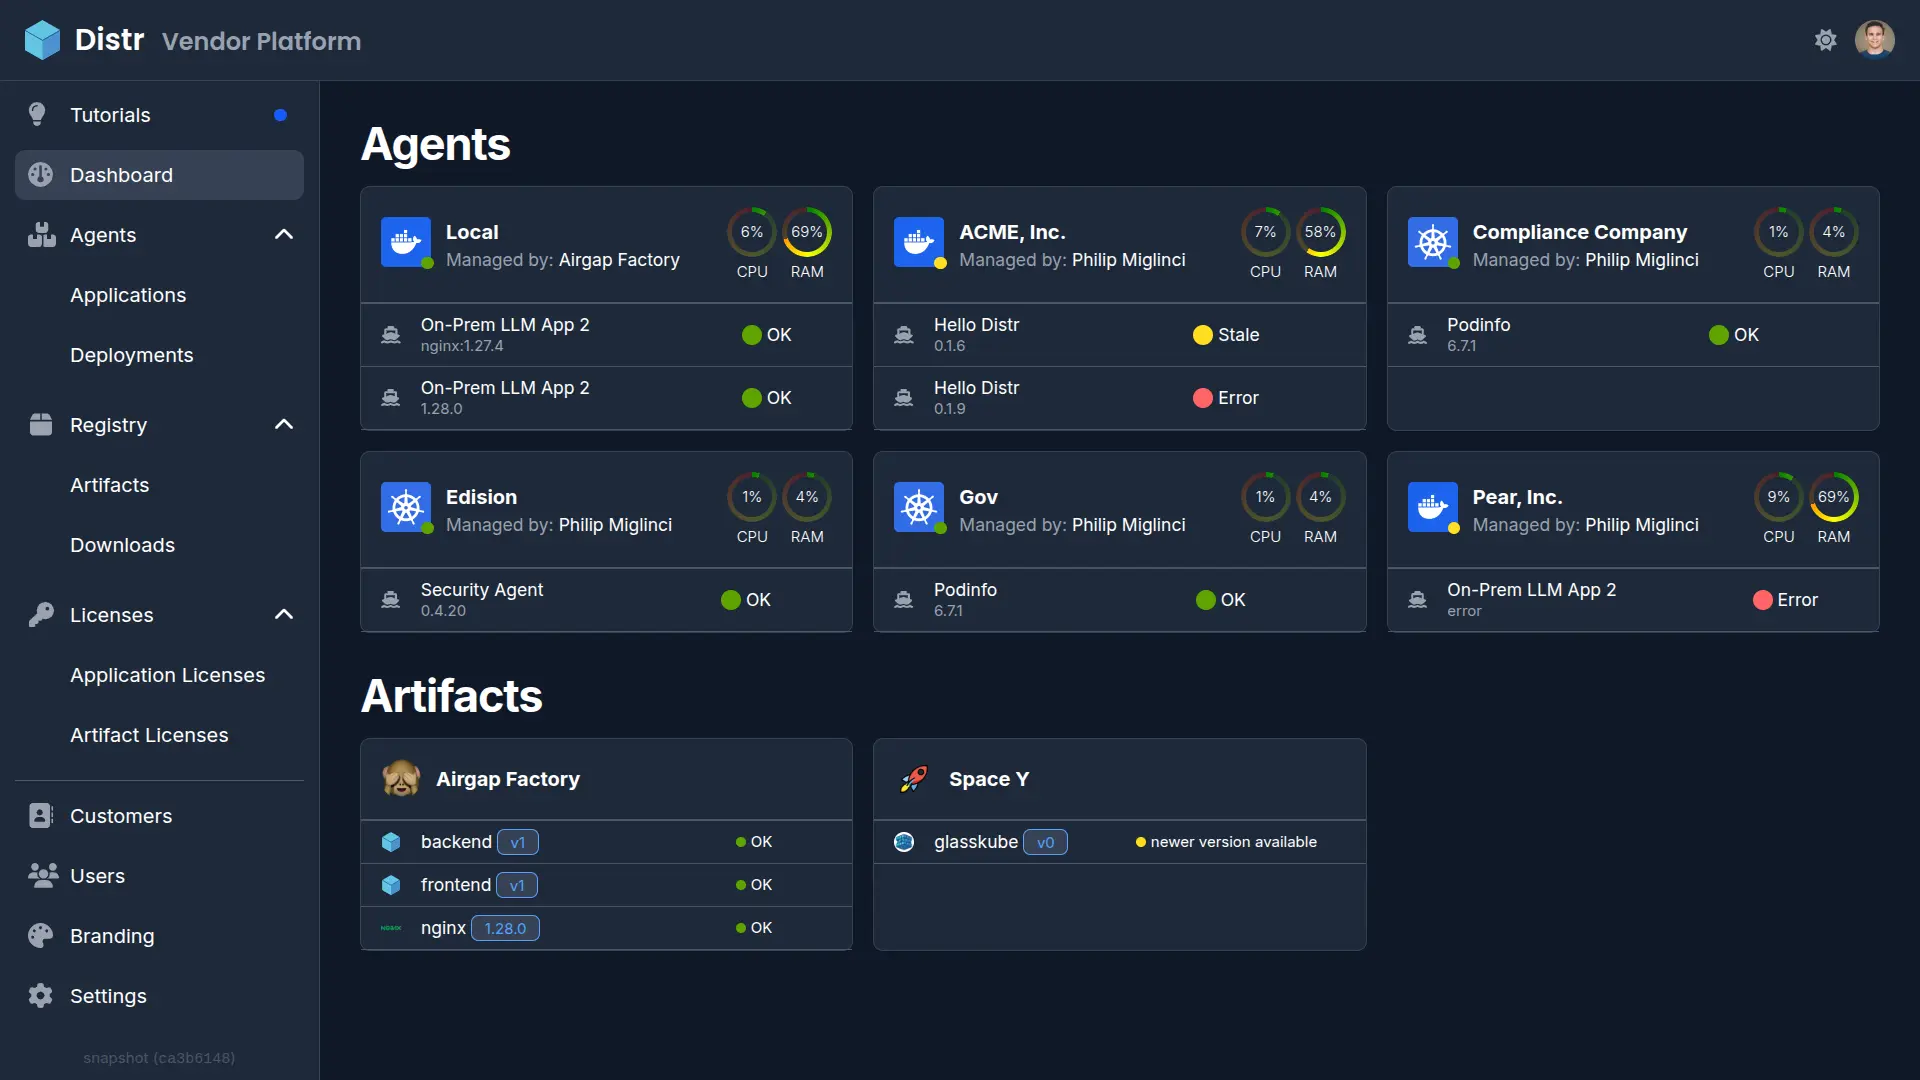 Distr Vendor Platform
Tutorials
Dashboard
Agents
Applications
Deployments
Registry
Artifacts
Downloads
Licenses
Application Licenses
Artifact Licenses
Customers
Users
Branding
Settings
snapshot (ca3b6148)
Agents
Local
Managed by: Airgap Factory
6% 69%
CPU RAM
On-Prem LLM App 2
nginx:1.27.4
OK
On-Prem LLM App 2
1.28.0
OK
ACME, Inc.
Managed by: Philip Miglinci
7% 58%
CPU RAM
Hello Distr
0.1.6
Stale
Hello Distr
0.1.9
Error
Compliance Company
Managed by: Philip Miglinci
1% 4%
CPU RAM
Podinfo
6.7.1
OK
Edision
Managed by: Philip Miglinci
1% 4%
CPU RAM
Security Agent
0.4.20
OK
Gov
Managed by: Philip Miglinci
1% 4%
CPU RAM
Podinfo
6.7.1
OK
Pear, Inc.
Managed by: Philip Miglinci
9% 69%
CPU RAM
On-Prem LLM App 2
error
Error
Artifacts
Airgap Factory
backend v1 OK
frontend v1 OK
NGINX nginx 1.28.0 OK
Space Y
glasskube v0 newer version available